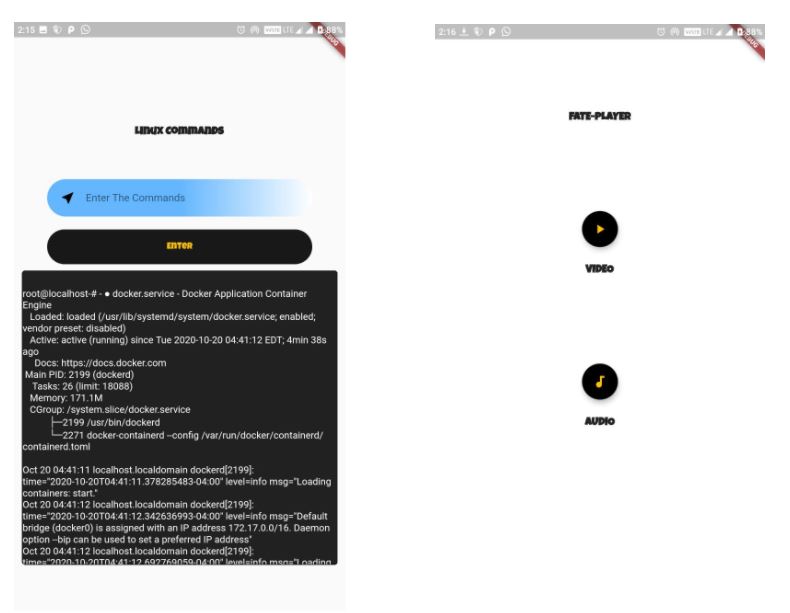 2:15
VoLTE LTE 88%
DEBUG
LINUX COMMANDS
Enter The Commands
ENTER
root@localhost-# - ● docker.service - Docker Application Container
Engine
Loaded: loaded (/usr/lib/systemd/system/docker.service; enabled;
vendor preset: disabled)
Active: active (running) since Tue 2020-10-20 04:41:12 EDT; 4min 38s
ago
Docs: https://docs.docker.com
Main PID: 2199 (dockerd)
Tasks: 26 (limit: 18088)
Memory: 171.1M
CGroup: /system.slice/docker.service
├─2199 /usr/bin/dockerd
└─2271 docker-containerd --config /var/run/docker/containerd/
containerd.toml
Oct 20 04:41:11 localhost.localdomain dockerd[2199]:
time="2020-10-20T04:41:11.378285483-04:00" level=info msg="Loading
containers: start."
Oct 20 04:41:12 localhost.localdomain dockerd[2199]:
time="2020-10-20T04:41:12.342636993-04:00" level=info msg="Default
bridge (docker0) is assigned with an IP address 172.17.0.0/16. Daemon
option --bip can be used to set a preferred IP address"
Oct 20 04:41:12 localhost.localdomain dockerd[2199]:
time="2020-10-20T04:41:12.692769059-04:00" level=info msg="Loading
2:16
VoLTE LTE 88%
DEBUG
FATE-PLAYER
VIDEO
AUDIO